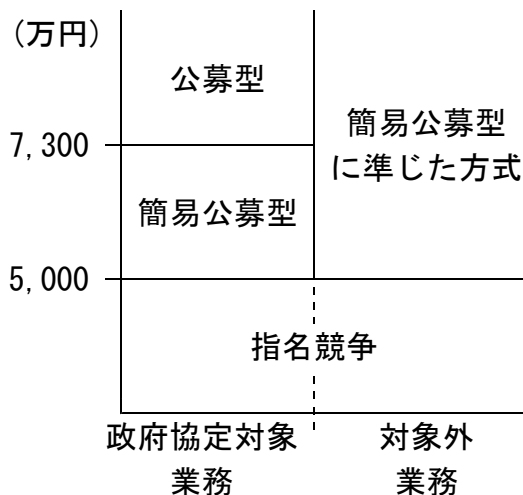 (万円)
公募型
簡易公募型
に準じた方式
7,300
簡易公募型
5,000
指名競争
政府協定対象
業務
対象外
業務